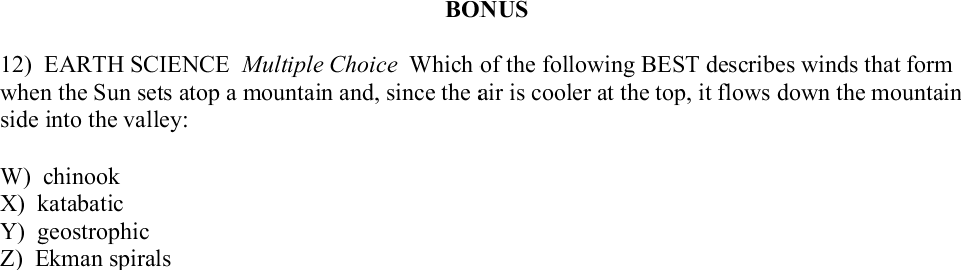 BONUS
12) EARTH SCIENCE Multiple Choice Which of the following BEST describes winds that form
when the Sun sets atop a mountain and, since the air is cooler at the top, it flows down the mountain
side into the valley:
W) chinook
X) katabatic
Y) geostrophic
Z) Ekman spirals